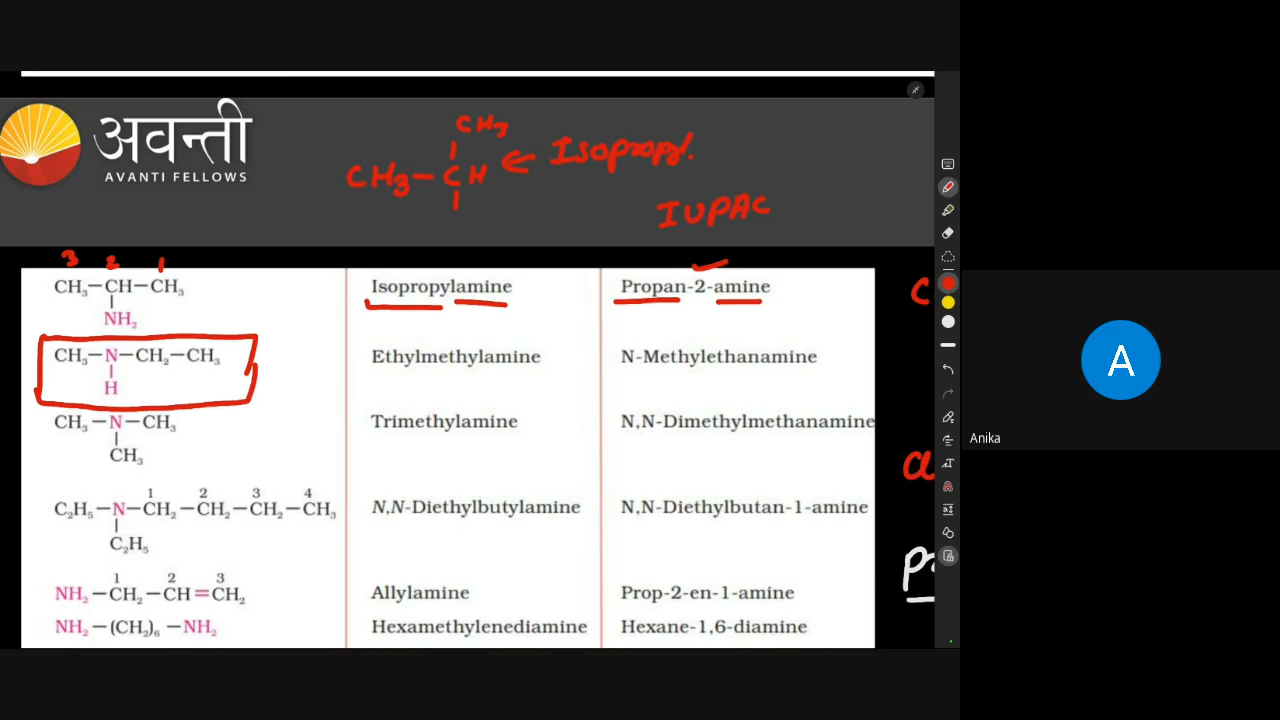 अवन्ती
AVANTI FELLOWS
CH₃
|
CH₃–CH ← Isopropyl.
|
IUPAC
3 2 1
CH₃–CH–CH₃ Isopropylamine Propan-2-amine
|
NH₂
CH₃–N–CH₂–CH₃ Ethylmethylamine N-Methylethanamine
|
H
CH₃–N–CH₃ Trimethylamine N,N-Dimethylmethanamine
|
CH₃
1 2 3 4
C₂H₅–N–CH₂–CH₂–CH₂–CH₃ N,N-Diethylbutylamine N,N-Diethylbutan-1-amine
|
C₂H₅
1 2 3
NH₂–CH₂–CH=CH₂ Allylamine Prop-2-en-1-amine
NH₂–(CH₂)₆–NH₂ Hexamethylenediamine Hexane-1,6-diamine
A
Anika